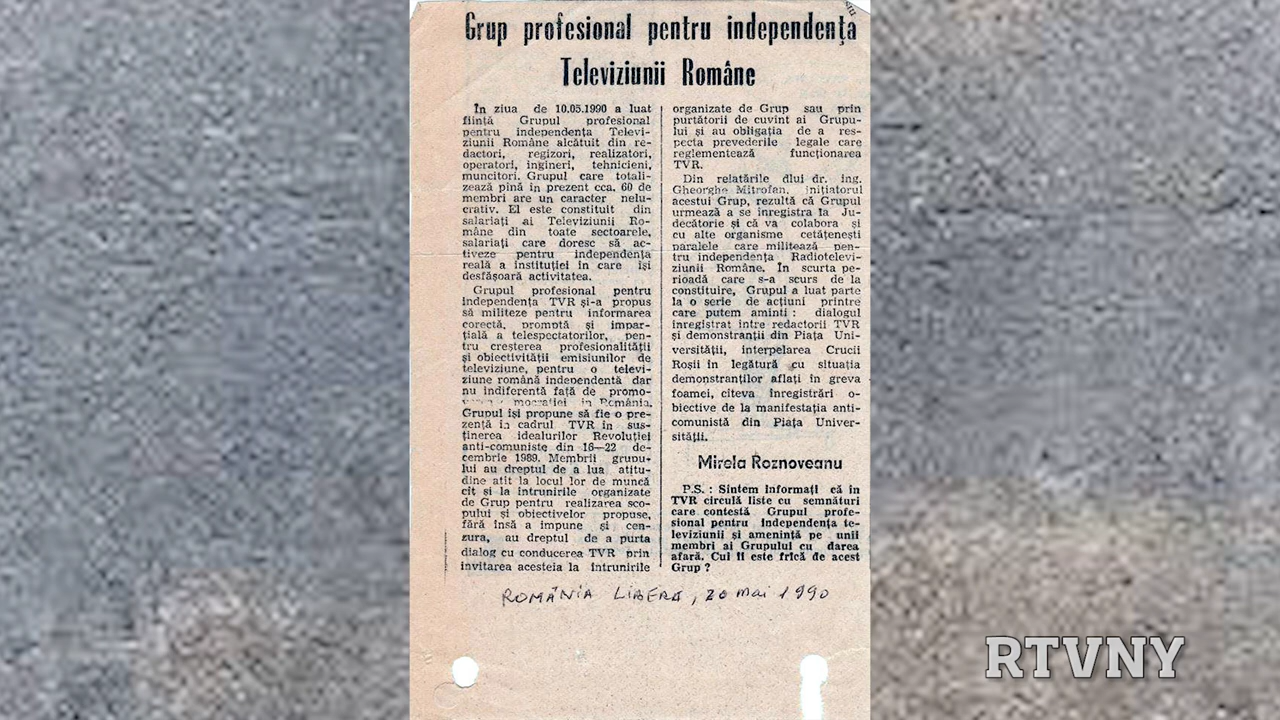 Grup profesional pentru independența
Televiziunii Române
În ziua de 10.05.1990 a luat
ființă Grupul profesional
pentru independența Televi-
ziunii Române alcătuit din re-
dactori, regizori, realizatori,
operatori, ingineri, tehnicieni,
muncitori. Grupul care totali-
zează pînă în prezent cca. 60 de
membri are un caracter nelu-
crativ. El este constituit din
salariați ai Televiziunii Ro-
mâne din toate sectoarele,
salariați care doresc să ac-
tiveze pentru independența
reală a instituției în care își
desfășoară activitatea.
Grupul profesional pentru
independența TVR și-a propus
să militeze pentru informarea
corectă, promptă și impar-
țială a telespectatorilor, pen-
tru creșterea profesionalității
și obiectivității emisiunilor de
televiziune, pentru o televi-
ziune română independentă dar
nu indiferentă față de promo-
în România.
Grupul își propune să fie o pre-
zență în cadrul TVR în sus-
ținerea idealurilor Revoluției
anti-comuniste din 16—22 de-
cembrie 1989. Membrii grupu-
lui au dreptul de a lua atitu-
dine atît la locul lor de muncă
cît și la întrunirile organizate
de Grup pentru realizarea sco-
pului și obiectivelor propuse,
fără însă a impune și cen-
zura, au dreptul de a purta
dialog cu conducerea TVR prin
invitarea acesteia la întrunirile
organizate de Grup sau prin
purtătorii de cuvînt ai Grupu-
lui și au obligația de a res-
pecta prevederile legale care
reglementează funcționarea
TVR.
Din relatările dlui dr. ing.
Gheorghe Mitrofan, inițiatorul
acestui Grup, rezultă că Grupul
urmează a se înregistra la Ju-
decătorie și că va colabora și
cu alte organisme cetățenești
paralele care militează pen-
tru independența Radiotelevi-
ziunii Române. În scurta pe-
rioadă care s-a scurs de la
constituire, Grupul a luat parte
la o serie de acțiuni printre
care putem aminti : dialogul
înregistrat între redactorii TVR
și demonstranții din Piața Uni-
versității, interpelarea Crucii
Roșii în legătură cu situația
demonstranților aflați în greva
foamei, cîteva înregistrări o-
biective de la manifestația anti-
comunistă din Piața Univer-
sității.
Mirela Roznoveanu
P.S. : Sîntem informați că în
TVR circulă liste cu semnături
care contestă Grupul profe-
sional pentru independența te-
leviziunii și amenință pe unii
membri ai Grupului cu darea
afară. Cui îi este frică de acest
Grup ?
ROMÂNIA LIBERĂ, 20 mai 1990
RTVNY